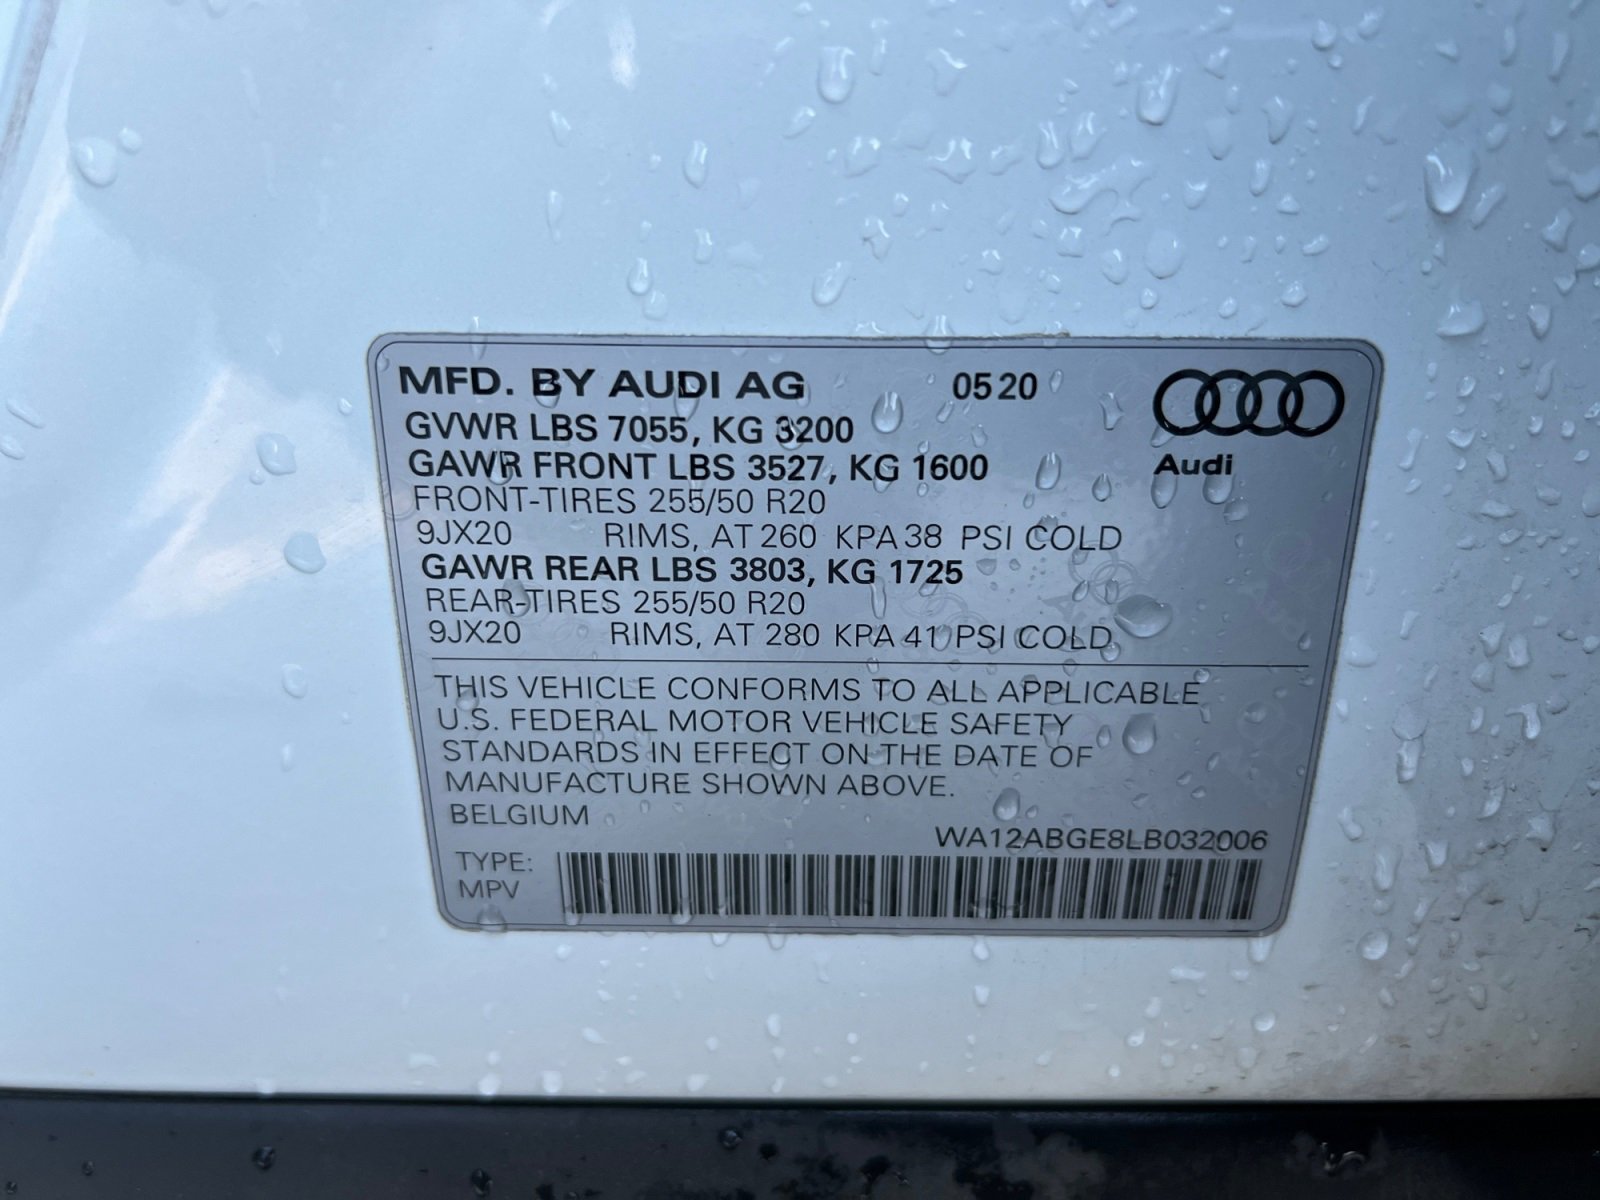 MFD. BY AUDI AG 05 20
GVWR LBS 7055, KG 3200
GAWR FRONT LBS 3527, KG 1600
Audi
FRONT-TIRES 255/50 R20
9JX20 RIMS, AT 260 KPA 38 PSI COLD
GAWR REAR LBS 3803, KG 1725
REAR-TIRES 255/50 R20
9JX20 RIMS, AT 280 KPA 41 PSI COLD
THIS VEHICLE CONFORMS TO ALL APPLICABLE
U.S. FEDERAL MOTOR VEHICLE SAFETY
STANDARDS IN EFFECT ON THE DATE OF
MANUFACTURE SHOWN ABOVE.
BELGIUM
WA12ABGE8LB032006
TYPE:
MPV